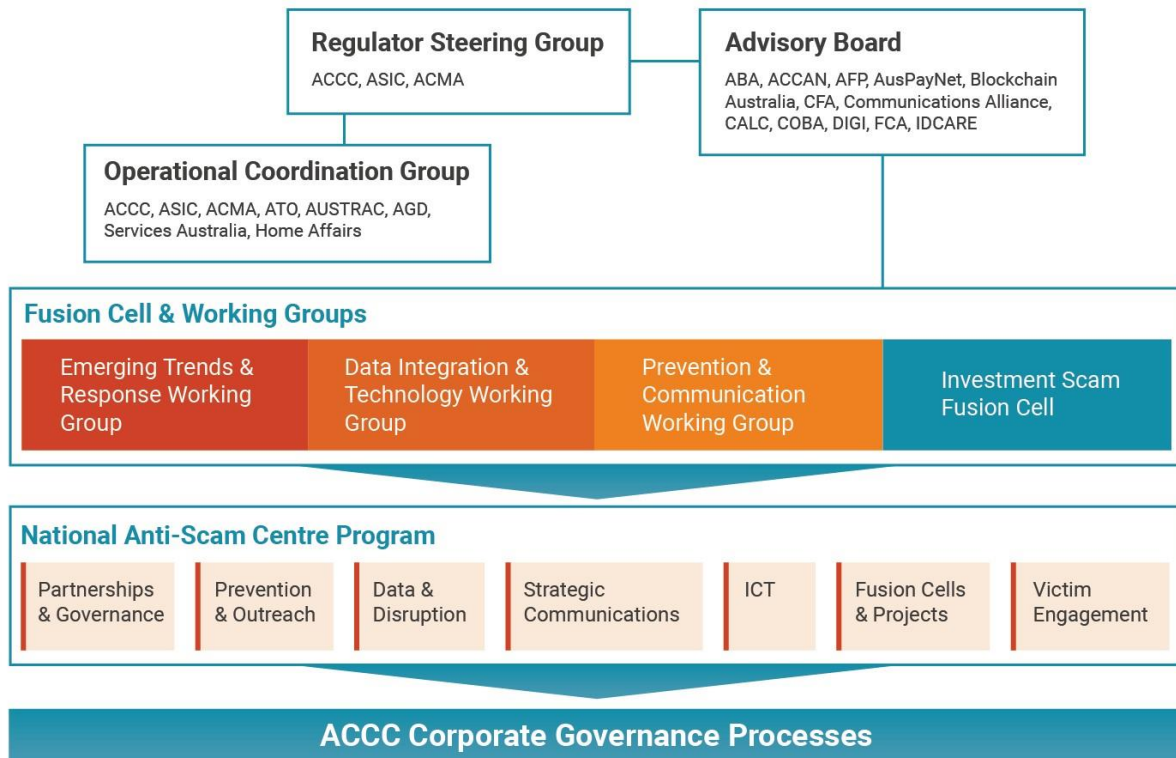 Regulator Steering Group
ACCC, ASIC, ACMA
Advisory Board
ABA, ACCAN, AFP, AusPayNet, Blockchain
Australia, CFA, Communications Alliance,
CALC, COBA, DIGI, FCA, IDCARE
Operational Coordination Group
ACCC, ASIC, ACMA, ATO, AUSTRAC, AGD,
Services Australia, Home Affairs
Fusion Cell & Working Groups
Emerging Trends &
Response Working
Group
Data Integration &
Technology Working
Group
Prevention &
Communication
Working Group
Investment Scam
Fusion Cell
National Anti-Scam Centre Program
Partnerships
& Governance
Prevention
& Outreach
Data &
Disruption
Strategic
Communications
ICT
Fusion Cells
& Projects
Victim
Engagement
ACCC Corporate Governance Processes